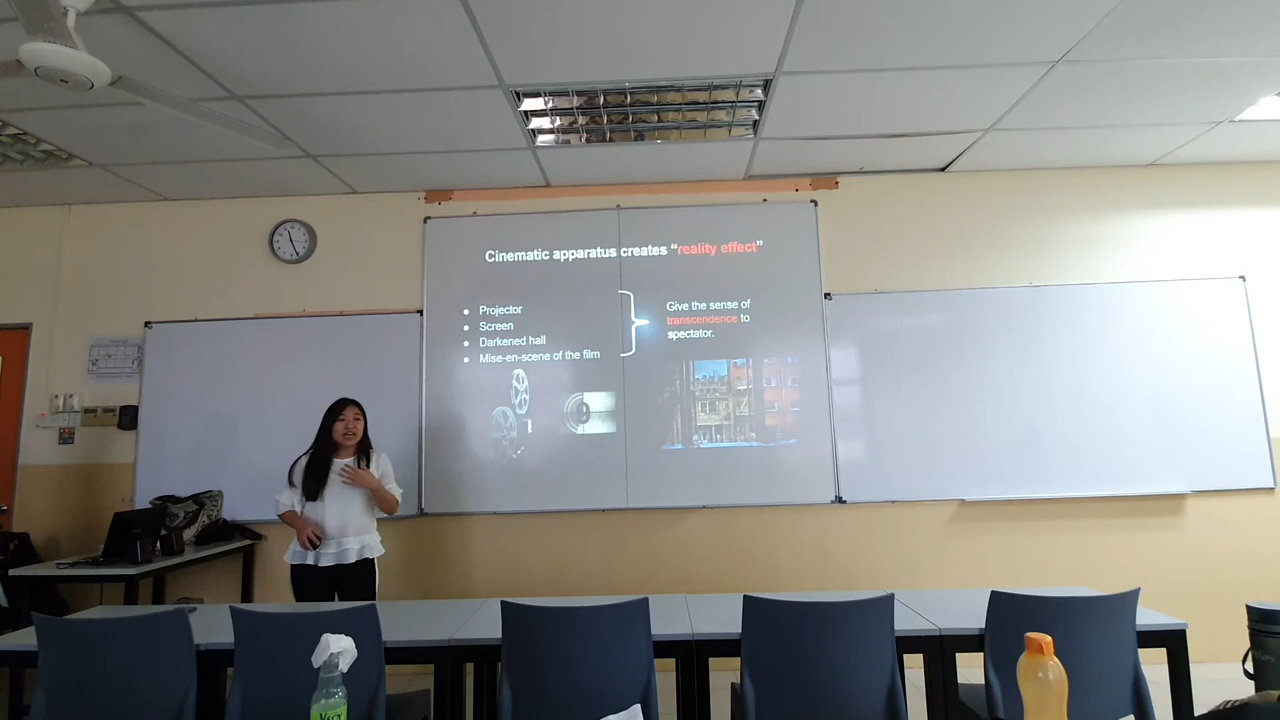 Cinematic apparatus creates “reality effect”
● Projector
● Screen
● Darkened hall
● Mise-en-scene of the film
Give the sense of
transcendence to
spectator.